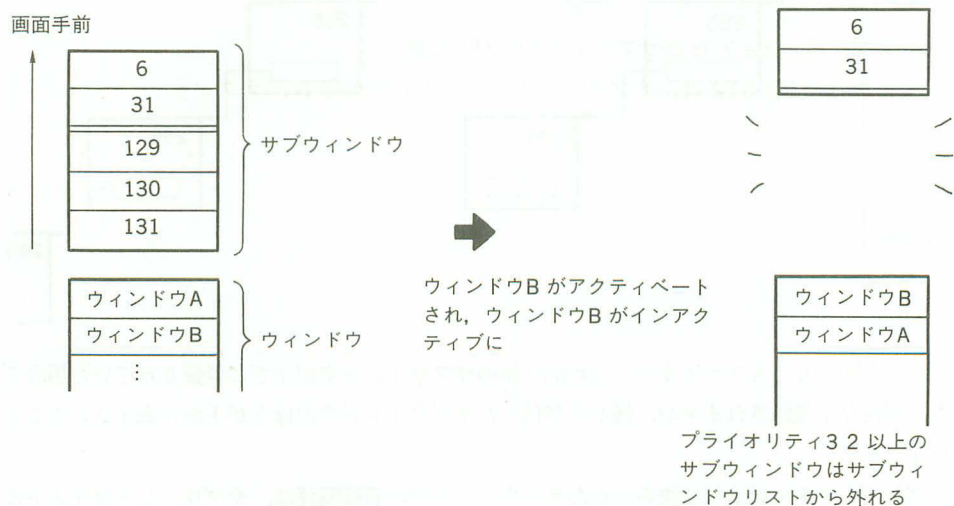 画面手前
6
31
129
130
131
サブウィンドウ
ウィンドウA
ウィンドウB
⋮
ウィンドウ
ウィンドウB がアクティベート
され，ウィンドウB がインアク
ティブに
6
31
ウィンドウB
ウィンドウA
プライオリティ3 2 以上の
サブウィンドウはサブウィ
ンドウリストから外れる